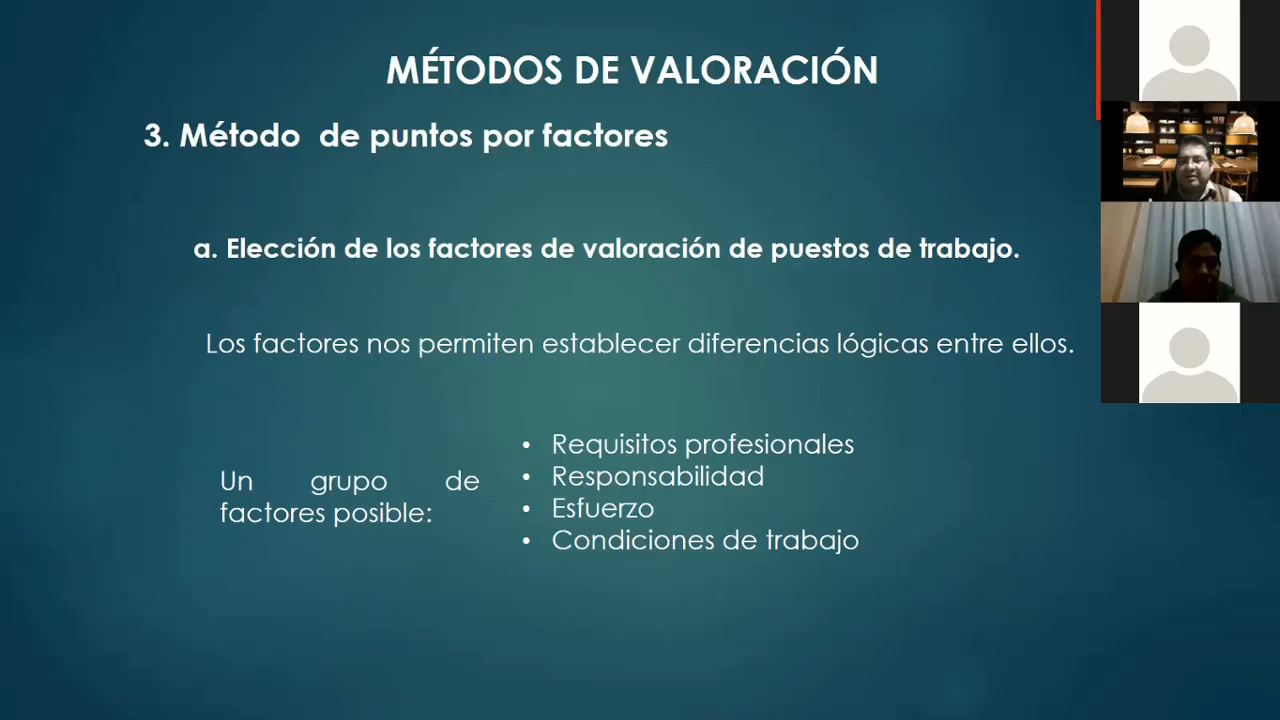 MÉTODOS DE VALORACIÓN
3. Método de puntos por factores
a. Elección de los factores de valoración de puestos de trabajo.
Los factores nos permiten establecer diferencias lógicas entre ellos.
Un grupo de
factores posible:
• Requisitos profesionales
• Responsabilidad
• Esfuerzo
• Condiciones de trabajo